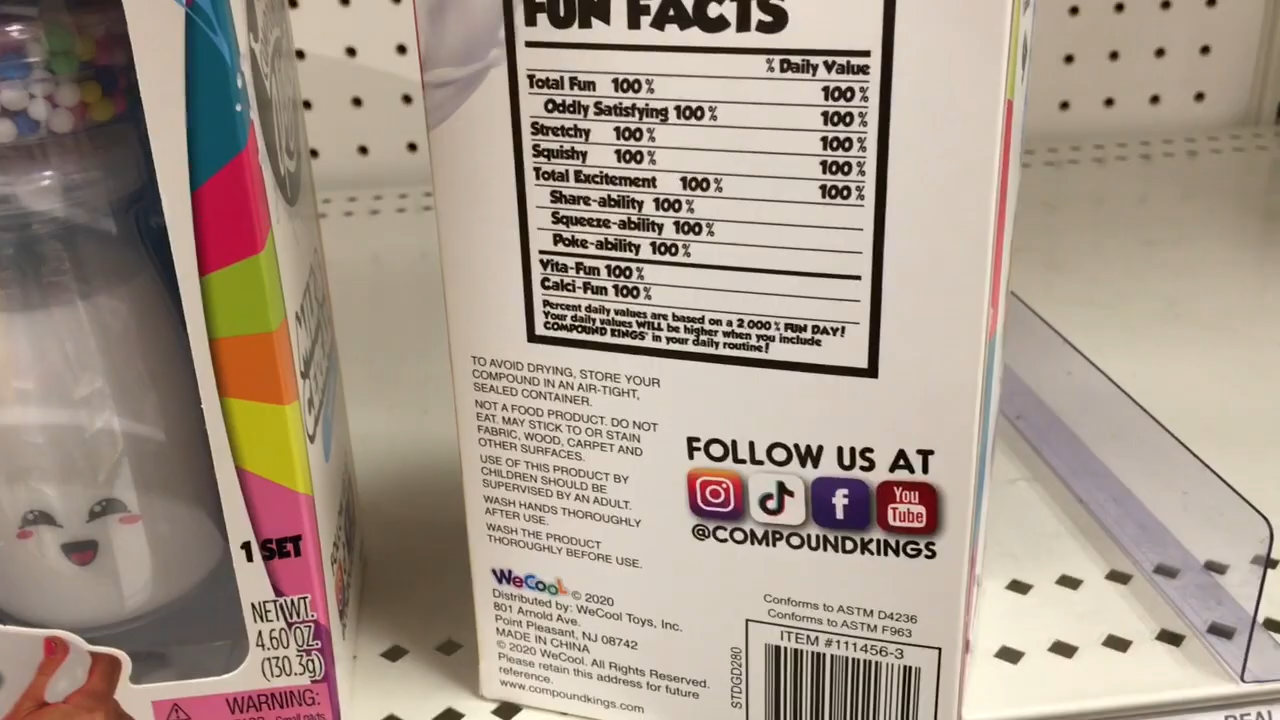 FUN FACTS
% Daily Value
Total Fun 100% 100%
Oddly Satisfying 100% 100%
Stretchy 100% 100%
Squishy 100% 100%
Total Excitement 100% 100%
Share-ability 100%
Squeeze-ability 100%
Poke-ability 100%
Vita-Fun 100%
Calci-Fun 100%
Percent daily values are based on a 2,000% FUN DAY!
Your daily values WILL be higher when you include
COMPOUND KINGS® in your daily routine!
TO AVOID DRYING, STORE YOUR
COMPOUND IN AN AIR-TIGHT,
SEALED CONTAINER.
NOT A FOOD PRODUCT. DO NOT
EAT. MAY STICK TO OR STAIN
FABRIC, WOOD, CARPET AND
OTHER SURFACES.
USE OF THIS PRODUCT BY
CHILDREN SHOULD BE
SUPERVISED BY AN ADULT.
WASH HANDS THOROUGHLY
AFTER USE.
WASH THE PRODUCT
THOROUGHLY BEFORE USE.
FOLLOW US AT
You
Tube
@COMPOUNDKINGS
WeCool © 2020
Distributed by: WeCool Toys, Inc.
801 Arnold Ave.
Point Pleasant, NJ 08742
MADE IN CHINA
© 2020 WeCool. All Rights Reserved.
Please retain this address for future
reference.
www.compoundkings.com
Conforms to ASTM D4236
Conforms to ASTM F963
ITEM #111456-3
STDGD280
1 SET
NET WT.
4.60 OZ.
(130.3g)
WARNING: